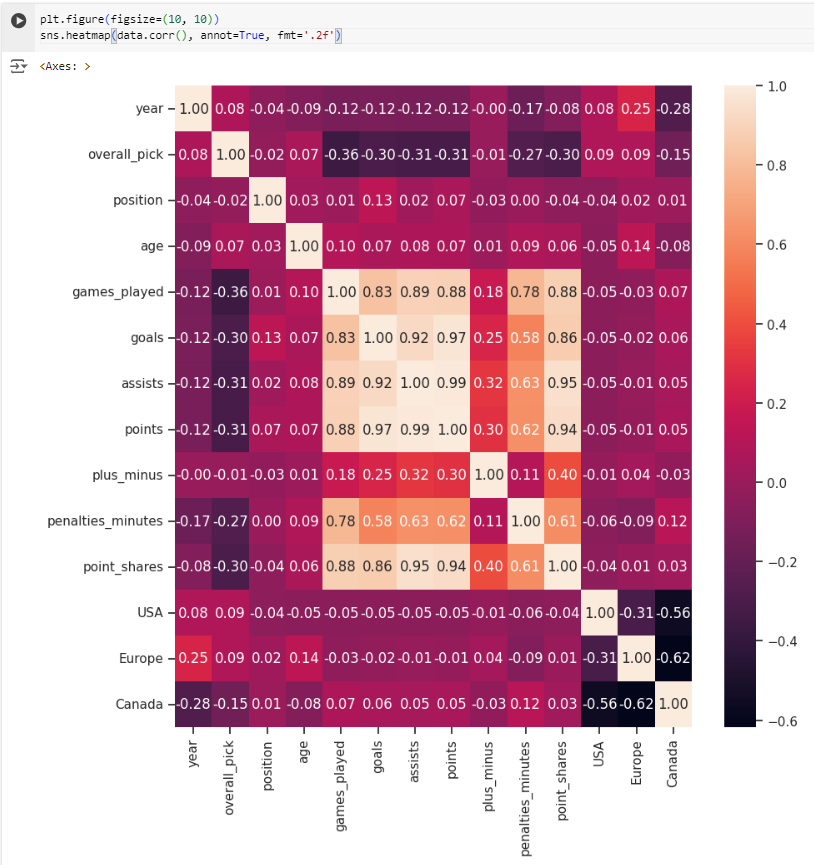 plt.figure(figsize=(10, 10))
sns.heatmap(data.corr(), annot=True, fmt='.2f')
<Axes: >
year 1.00 0.08 -0.04 -0.09 -0.12 -0.12 -0.12 -0.12 -0.00 -0.17 -0.08 0.08 0.25 -0.28
overall_pick 0.08 1.00 -0.02 0.07 -0.36 -0.30 -0.31 -0.31 -0.01 -0.27 -0.30 0.09 0.09 -0.15
position -0.04 -0.02 1.00 0.03 0.01 0.13 0.02 0.07 -0.03 0.00 -0.04 -0.04 0.02 0.01
age -0.09 0.07 0.03 1.00 0.10 0.07 0.08 0.07 0.01 0.09 0.06 -0.05 0.14 -0.08
games_played -0.12 -0.36 0.01 0.10 1.00 0.83 0.89 0.88 0.18 0.78 0.88 -0.05 -0.03 0.07
goals -0.12 -0.30 0.13 0.07 0.83 1.00 0.92 0.97 0.25 0.58 0.86 -0.05 -0.02 0.06
assists -0.12 -0.31 0.02 0.08 0.89 0.92 1.00 0.99 0.32 0.63 0.95 -0.05 -0.01 0.05
points -0.12 -0.31 0.07 0.07 0.88 0.97 0.99 1.00 0.30 0.62 0.94 -0.05 -0.01 0.05
plus_minus -0.00 -0.01 -0.03 0.01 0.18 0.25 0.32 0.30 1.00 0.11 0.40 -0.01 0.04 -0.03
penalties_minutes -0.17 -0.27 0.00 0.09 0.78 0.58 0.63 0.62 0.11 1.00 0.61 -0.06 -0.09 0.12
point_shares -0.08 -0.30 -0.04 0.06 0.88 0.86 0.95 0.94 0.40 0.61 1.00 -0.04 0.01 0.03
USA 0.08 0.09 -0.04 -0.05 -0.05 -0.05 -0.05 -0.05 -0.01 -0.06 -0.04 1.00 -0.31 -0.56
Europe 0.25 0.09 0.02 0.14 -0.03 -0.02 -0.01 -0.01 0.04 -0.09 0.01 -0.31 1.00 -0.62
Canada -0.28 -0.15 0.01 -0.08 0.07 0.06 0.05 0.05 -0.03 0.12 0.03 -0.56 -0.62 1.00
year
overall_pick
position
age
games_played
goals
assists
points
plus_minus
penalties_minutes
point_shares
USA
Europe
Canada
1.0
0.8
0.6
0.4
0.2
0.0
−0.2
−0.4
−0.6